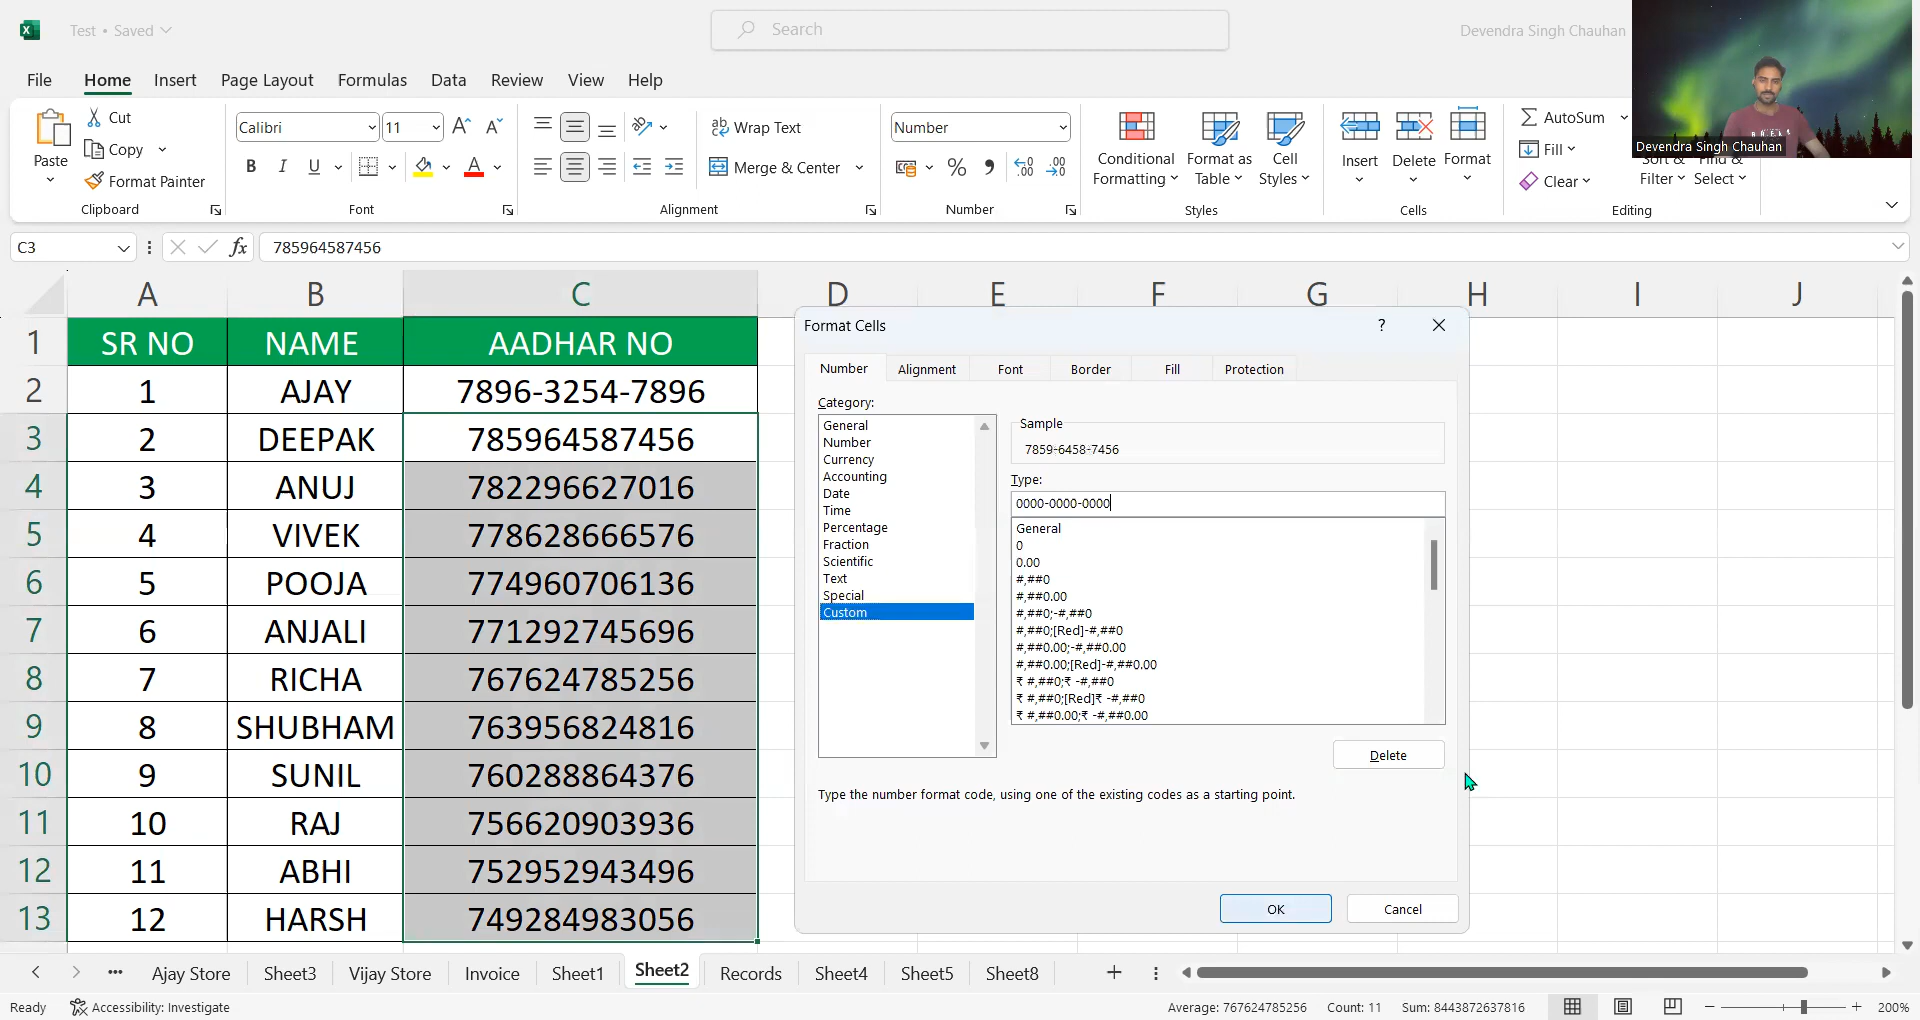 Test • Saved
Search
Devendra Singh Chauhan
File Home Insert Page Layout Formulas Data Review View Help
Paste
Cut
Copy
Format Painter
Clipboard
Calibri 11
B I U
Font
Wrap Text
Merge & Center
Alignment
Number
% , .00
Number
Conditional Formatting
Format as Table
Cell Styles
Styles
Insert Delete Format
Cells
AutoSum
Fill
Clear
Sort & Filter
Find & Select
Editing
Devendra Singh Chauhan
C3 fx 785964587456
A B C D E F G H I J
1 SR NO NAME AADHAR NO
2 1 AJAY 7896-3254-7896
3 2 DEEPAK 785964587456
4 3 ANUJ 782296627016
5 4 VIVEK 778628666576
6 5 POOJA 774960706136
7 6 ANJALI 771292745696
8 7 RICHA 767624785256
9 8 SHUBHAM 763956824816
10 9 SUNIL 760288864376
11 10 RAJ 756620903936
12 11 ABHI 752952943496
13 12 HARSH 749284983056
Format Cells ?
Number Alignment Font Border Fill Protection
Category:
General
Number
Currency
Accounting
Date
Time
Percentage
Fraction
Scientific
Text
Special
Custom
Sample
7859-6458-7456
Type:
0000-0000-0000
General
0
0.00
#,##0
#,##0.00
#,##0;-#,##0
#,##0;[Red]-#,##0
#,##0.00;-#,##0.00
#,##0.00;[Red]-#,##0.00
₹ #,##0;₹ -#,##0
₹ #,##0;[Red]₹ -#,##0
₹ #,##0.00;₹ -#,##0.00
Delete
Type the number format code, using one of the existing codes as a starting point.
OK Cancel
••• Ajay Store Sheet3 Vijay Store Invoice Sheet1 Sheet2 Records Sheet4 Sheet5 Sheet8
Ready Accessibility: Investigate Average: 767624785256 Count: 11 Sum: 8443872637816 200%